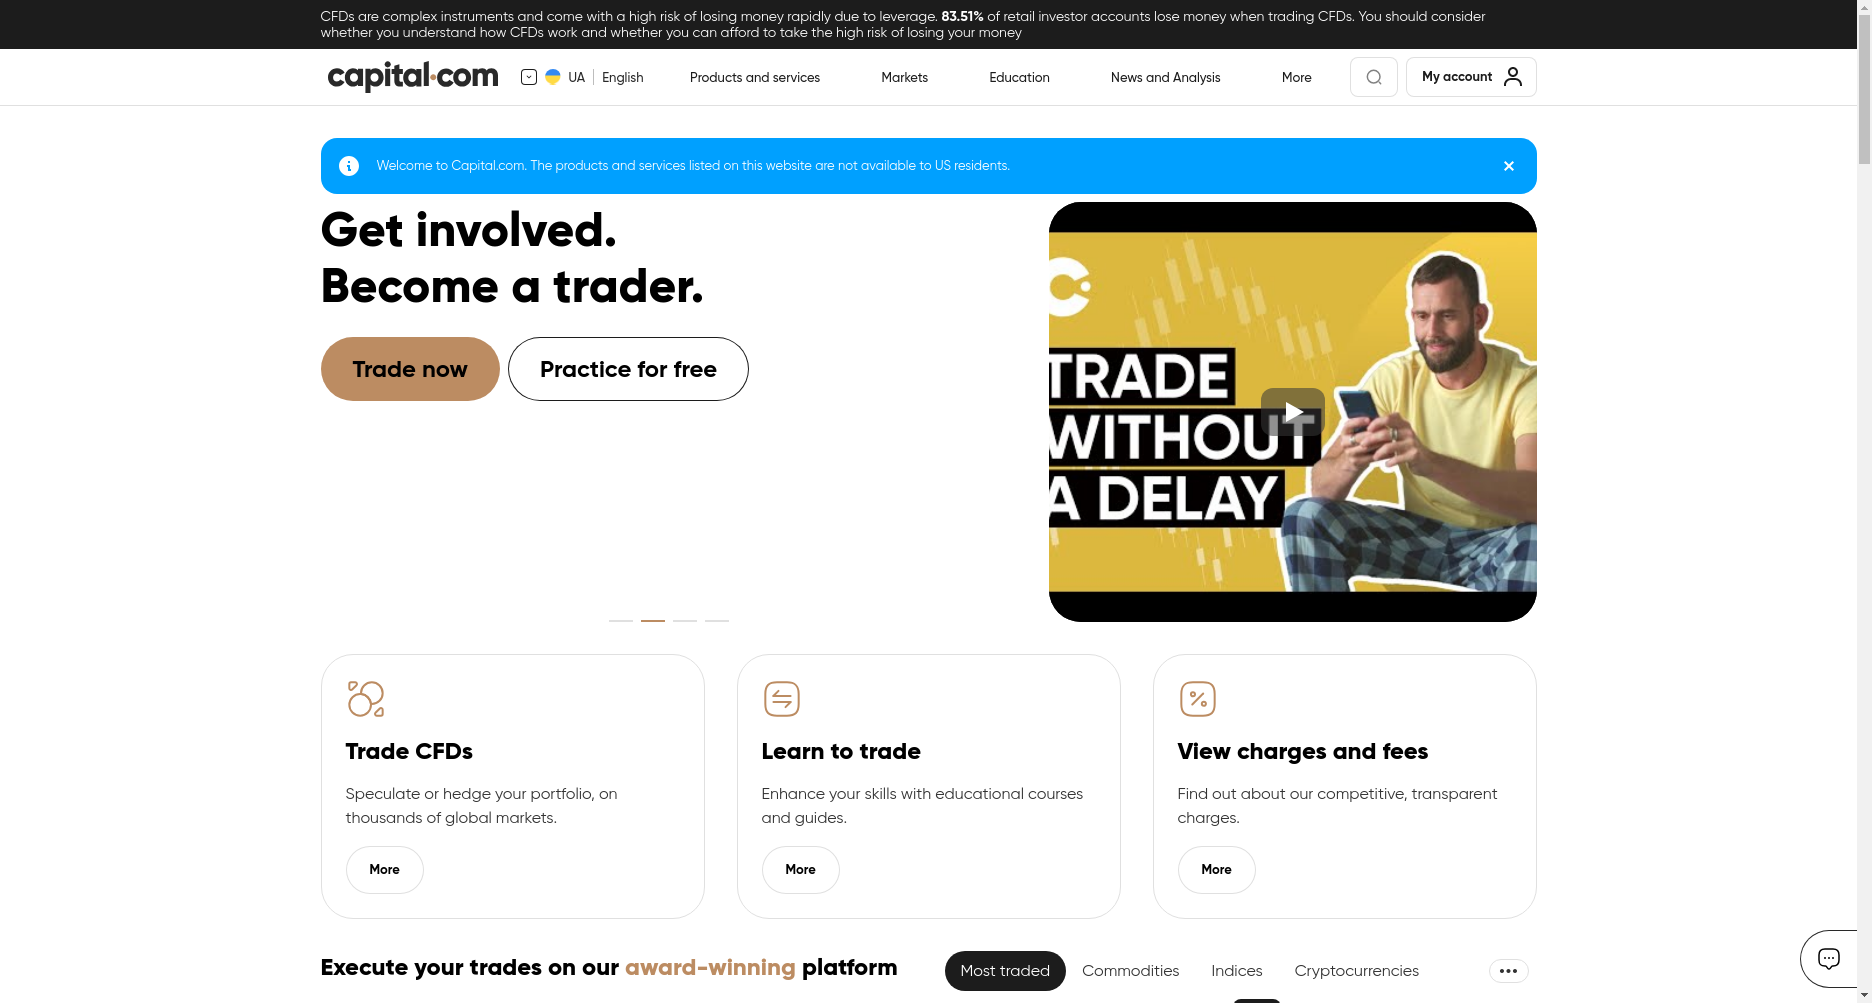 CFDs are complex instruments and come with a high risk of losing money rapidly due to leverage. 83.51% of retail investor accounts lose money when trading CFDs. You should consider
whether you understand how CFDs work and whether you can afford to take the high risk of losing your money
capital.com
UA
English
Products and services
Markets
Education
News and Analysis
More
My account
Welcome to Capital.com. The products and services listed on this website are not available to US residents.
Get involved.
Become a trader.
Trade now
Practice for free
TRADE
WITHOUT
A DELAY
Trade CFDs
Speculate or hedge your portfolio, on
thousands of global markets.
More
Learn to trade
Enhance your skills with educational courses
and guides.
More
View charges and fees
Find out about our competitive, transparent
charges.
More
Execute your trades on our award-winning platform
Most traded
Commodities
Indices
Cryptocurrencies